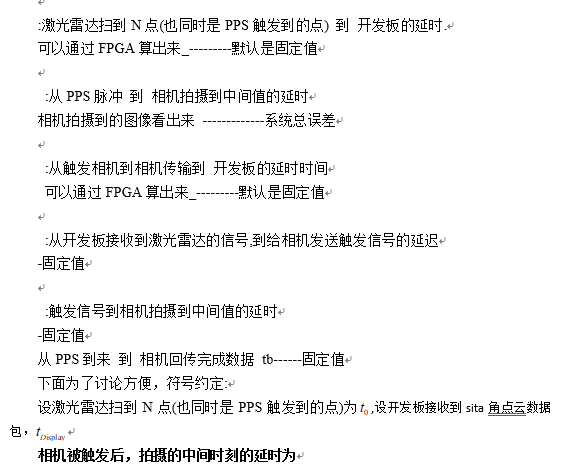 :激光雷达扫到 N 点(也同时是 PPS 触发到的点) 到 开发板的延时.
可以通过 FPGA 算出来_---------默认是固定值
:从 PPS 脉冲 到 相机拍摄到中间值的延时
相机拍摄到的图像看出来 -------------系统总误差
:从触发相机到相机传输到 开发板的延时时间
可以通过 FPGA 算出来_---------默认是固定值
:从开发板接收到激光雷达的信号,到给相机发送触发信号的延迟
-固定值
:触发信号到相机拍摄到中间值的延时
-固定值
从 PPS 到来 到 相机回传完成数据 tb------固定值
下面为了讨论方便，符号约定:
设激光雷达扫到 N 点(也同时是 PPS 触发到的点)为 t0 ,设开发板接收到 sita 角点云数据
包，tDisplay
相机被触发后，拍摄的中间时刻的延时为